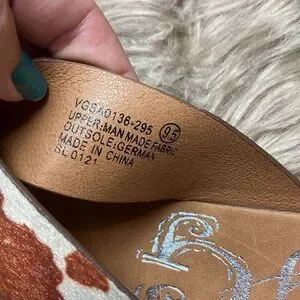 VGSA0136-295 9.5
UPPER:MAN MADE FABRIC
OUTSOLE:GERMAN
MADE IN CHINA
SL0121